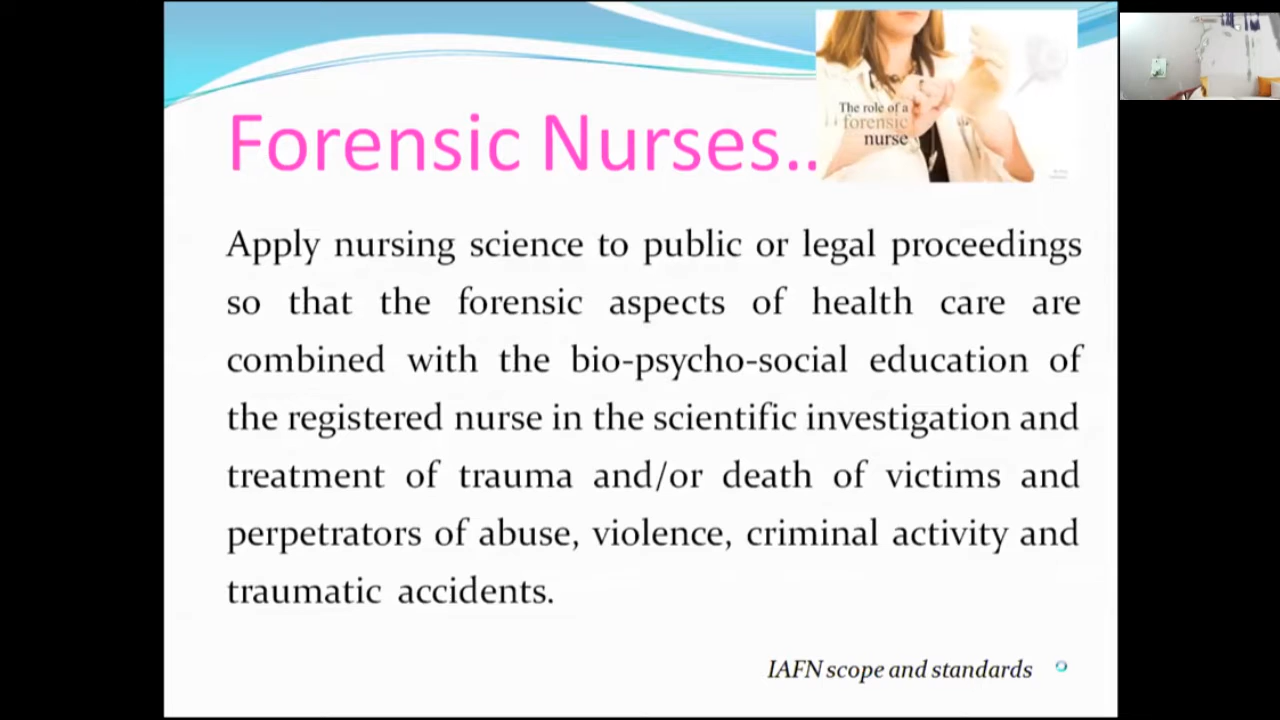 The role of a
forensic
nurse
Forensic Nurses..
Apply nursing science to public or legal proceedings
so that the forensic aspects of health care are
combined with the bio-psycho-social education of
the registered nurse in the scientific investigation and
treatment of trauma and/or death of victims and
perpetrators of abuse, violence, criminal activity and
traumatic accidents.
IAFN scope and standards